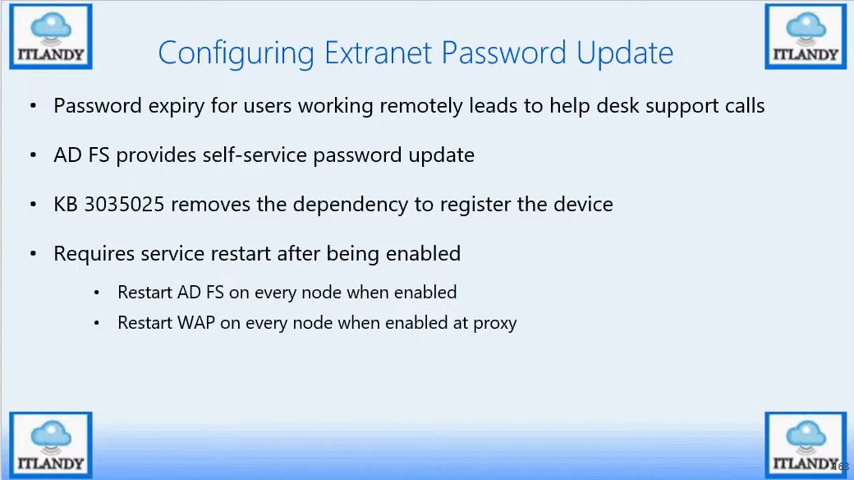 ITLANDY
ITLANDY
Configuring Extranet Password Update
• Password expiry for users working remotely leads to help desk support calls
• AD FS provides self-service password update
• KB 3035025 removes the dependency to register the device
• Requires service restart after being enabled
• Restart AD FS on every node when enabled
• Restart WAP on every node when enabled at proxy
ITLANDY
ITLANDY